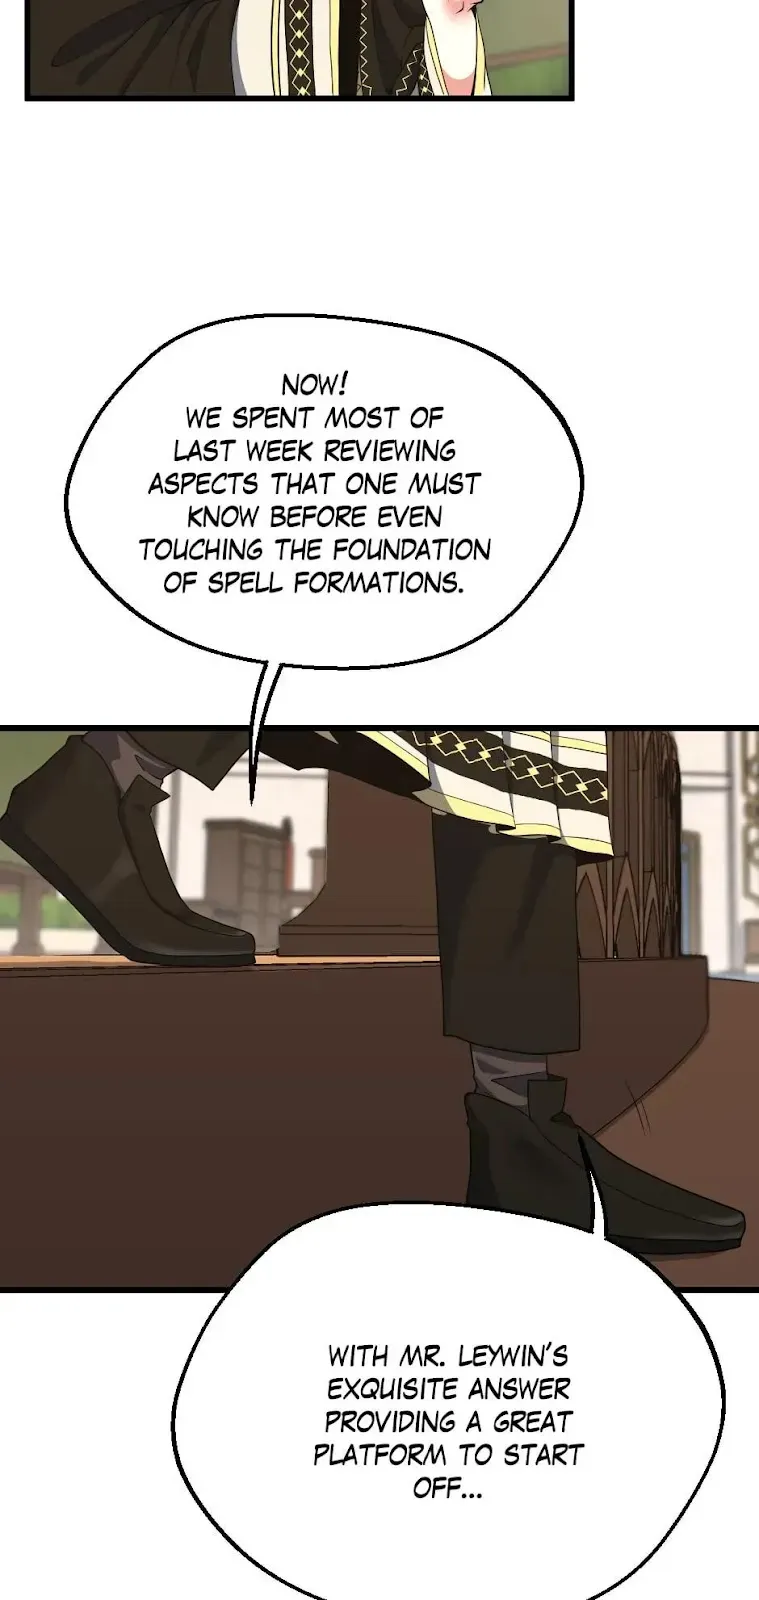 NOW!
WE SPENT MOST OF
LAST WEEK REVIEWING
ASPECTS THAT ONE MUST
KNOW BEFORE EVEN
TOUCHING THE FOUNDATION
OF SPELL FORMATIONS.
WITH MR. LEYWIN'S
EXQUISITE ANSWER
PROVIDING A GREAT
PLATFORM TO START
OFF...